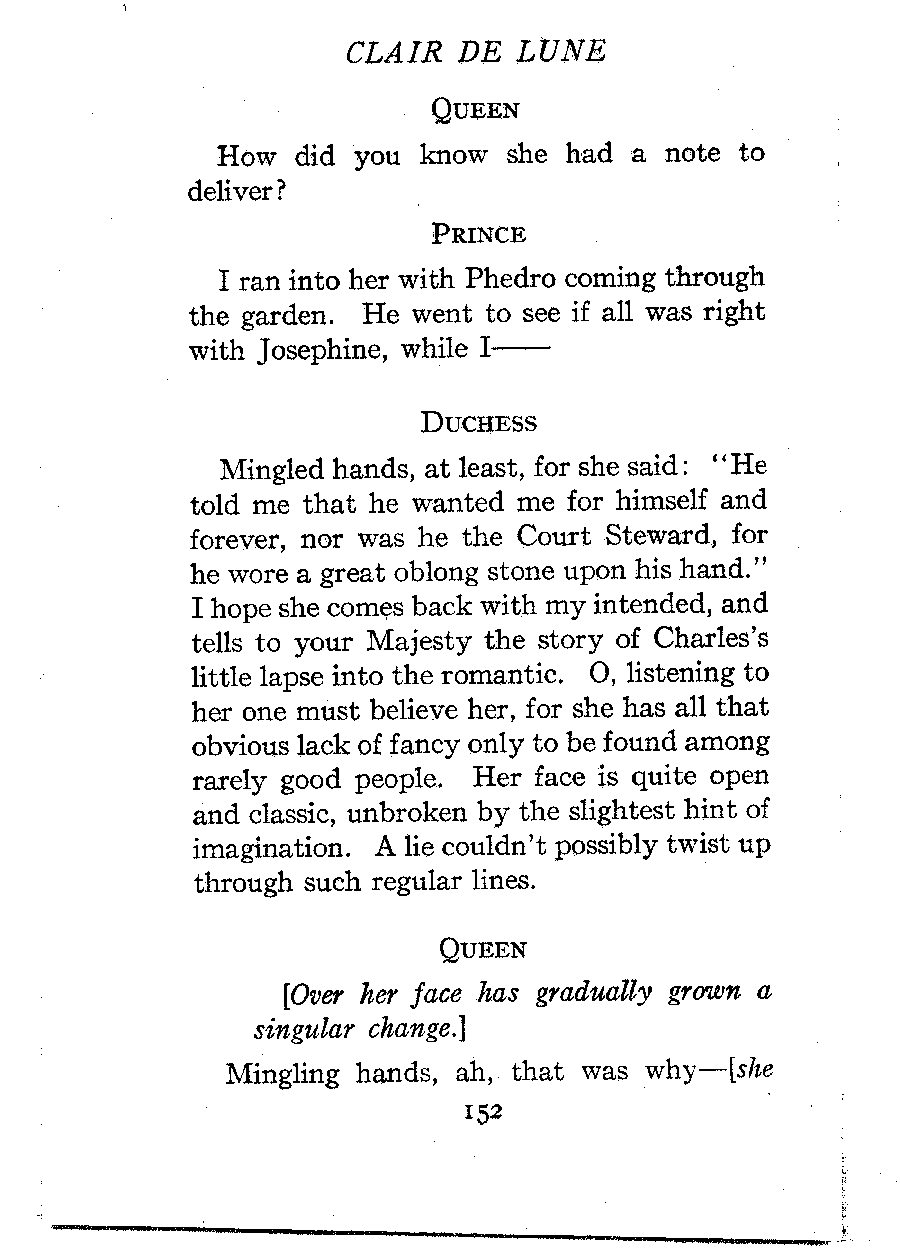 CLAIR DE LUNE
QUEEN
How did you know she had a note to
deliver?
PRINCE
I ran into her with Phedro coming through
the garden. He went to see if all was right
with Josephine, while I——
DUCHESS
Mingled hands, at least, for she said: "He
told me that he wanted me for himself and
forever, nor was he the Court Steward, for
he wore a great oblong stone upon his hand."
I hope she comes back with my intended, and
tells to your Majesty the story of Charles's
little lapse into the romantic. O, listening to
her one must believe her, for she has all that
obvious lack of fancy only to be found among
rarely good people. Her face is quite open
and classic, unbroken by the slightest hint of
imagination. A lie couldn't possibly twist up
through such regular lines.
QUEEN
[Over her face has gradually grown a
singular change.]
Mingling hands, ah, that was why—[she
152